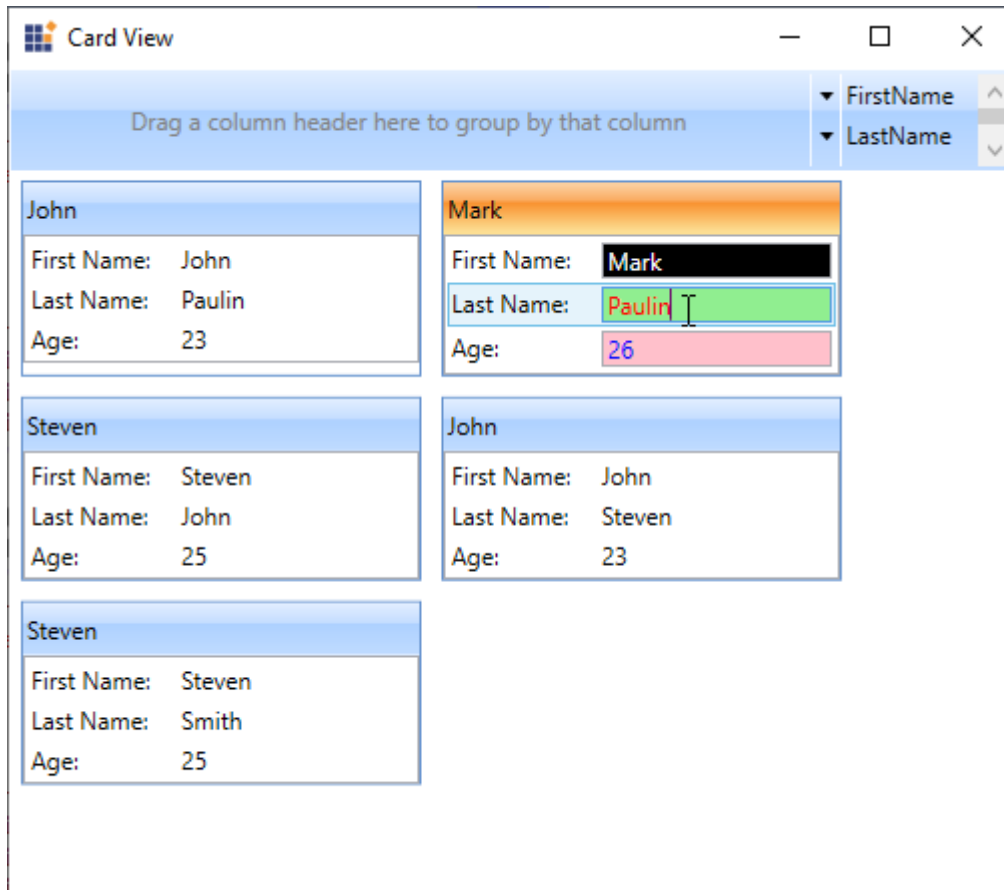 Card View
Drag a column header here to group by that column
FirstName
LastName
John
First Name: John
Last Name: Paulin
Age: 23
Mark
First Name: Mark
Last Name: Paulin
Age: 26
Steven
First Name: Steven
Last Name: John
Age: 25
John
First Name: John
Last Name: Steven
Age: 23
Steven
First Name: Steven
Last Name: Smith
Age: 25